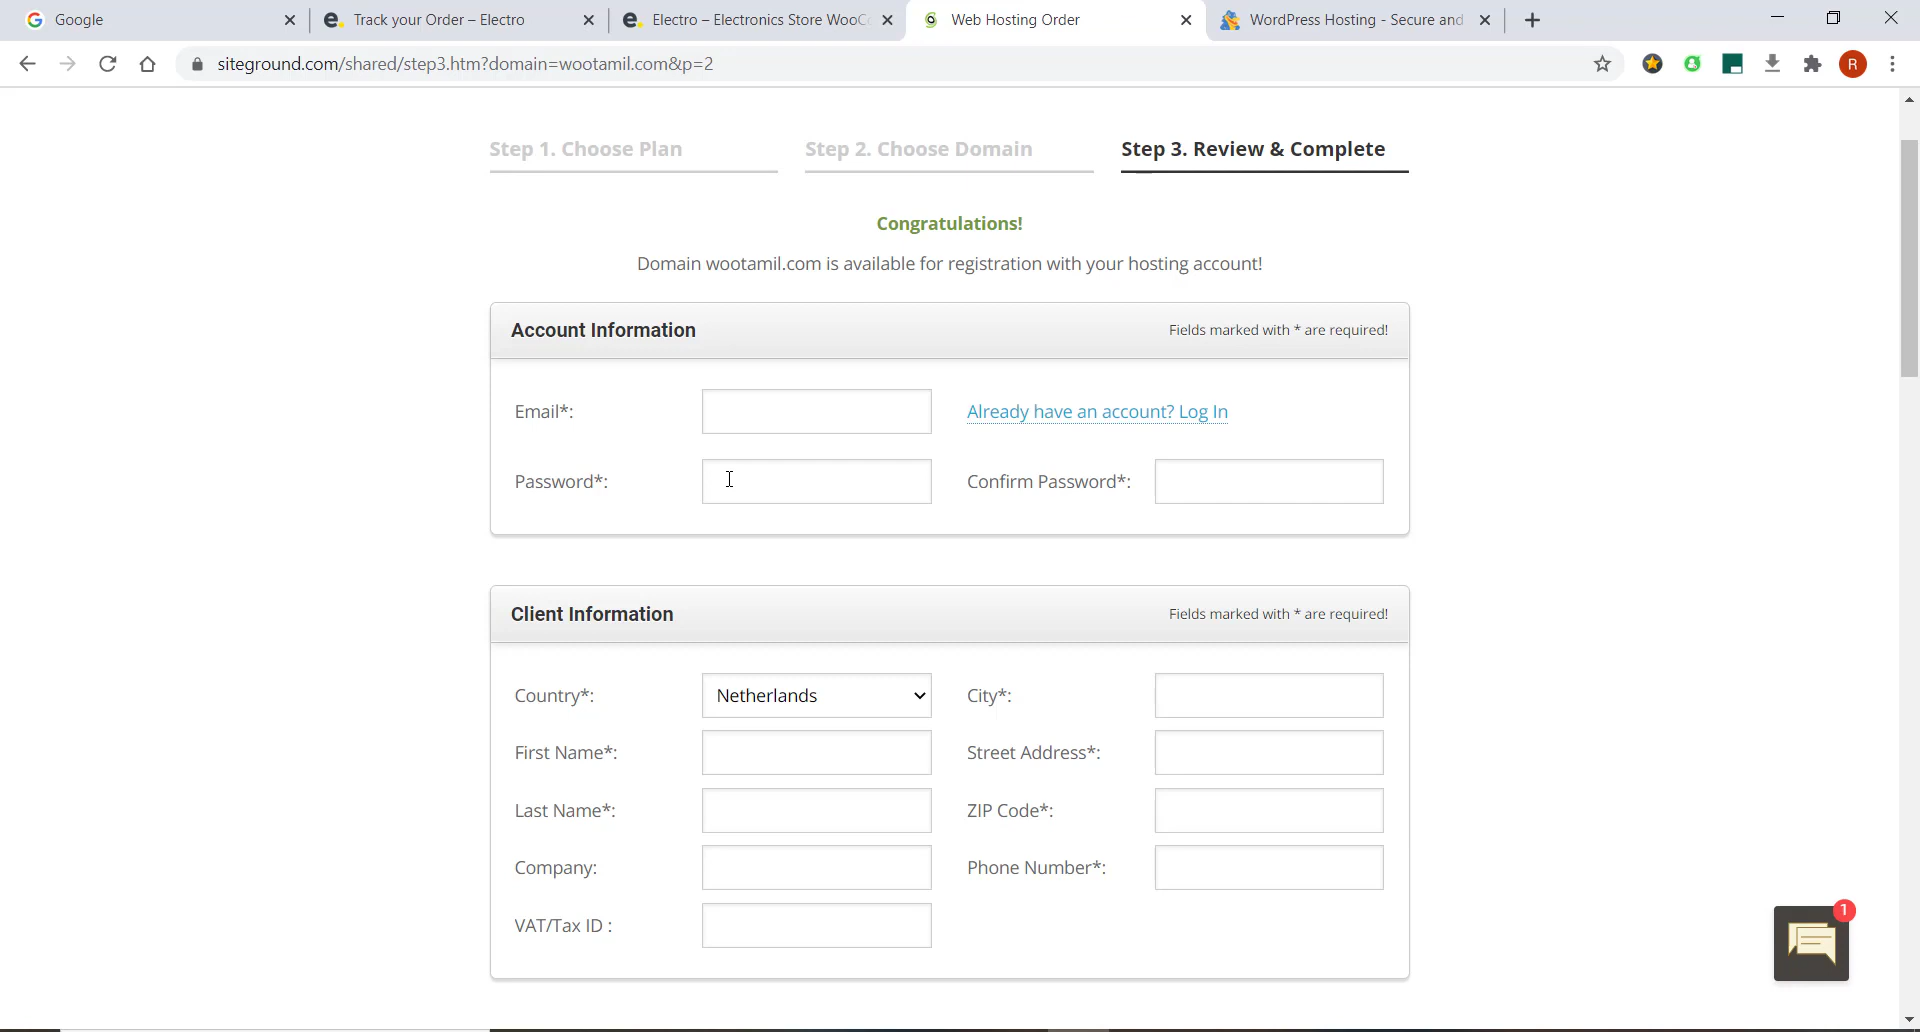 Google
Track your Order – Electro
Electro – Electronics Store WooCo
Web Hosting Order
WordPress Hosting - Secure and
siteground.com/shared/step3.htm?domain=wootamil.com&p=2
R
Step 1. Choose Plan
Step 2. Choose Domain
Step 3. Review & Complete
Congratulations!
Domain wootamil.com is available for registration with your hosting account!
Account Information
Fields marked with * are required!
Email*:
Already have an account? Log In
Password*:
Confirm Password*:
Client Information
Fields marked with * are required!
Country*:
Netherlands
City*:
First Name*:
Street Address*:
Last Name*:
ZIP Code*:
Company:
Phone Number*:
VAT/Tax ID :
1